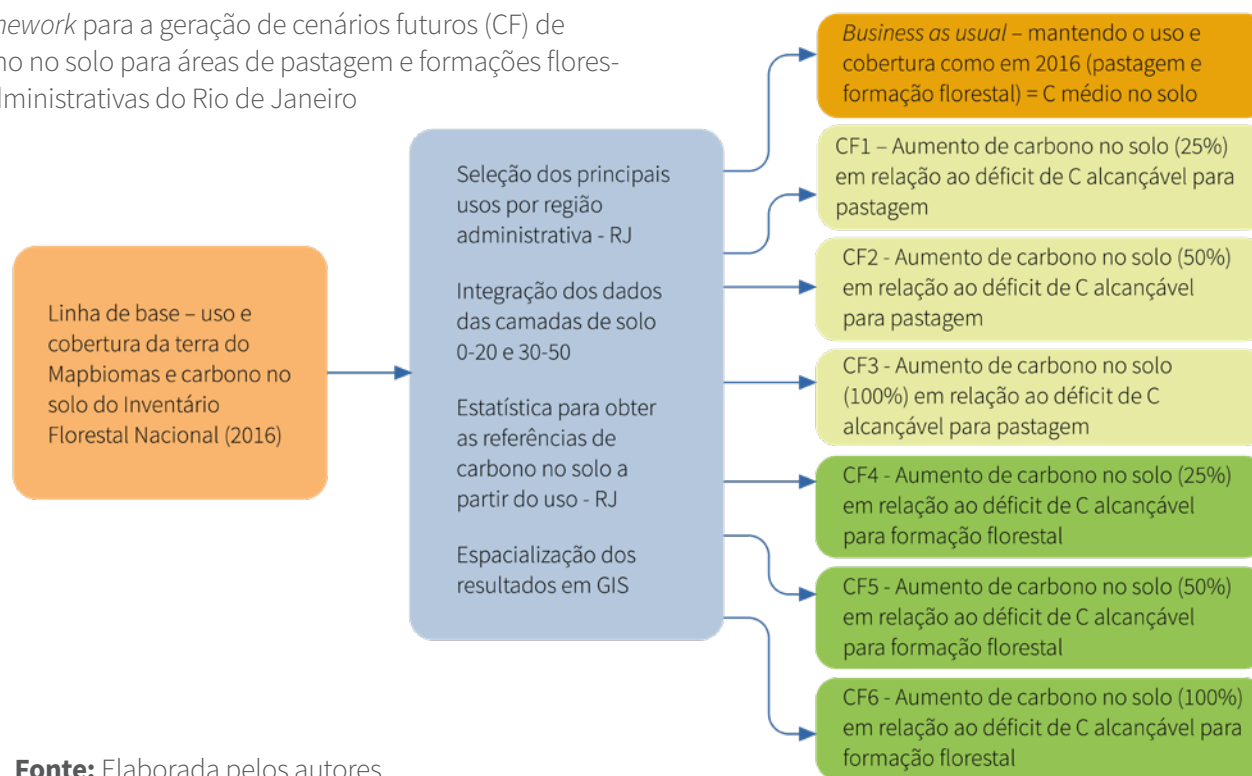 nework para a geração de cenários futuros (CF) de
no no solo para áreas de pastagem e formações flores-
dministrativas do Rio de Janeiro
Linha de base – uso e
cobertura da terra do
Mapbiomas e carbono no
solo do Inventário
Florestal Nacional (2016)
Seleção dos principais
usos por região
administrativa - RJ
Integração dos dados
das camadas de solo
0-20 e 30-50
Estatística para obter
as referências de
carbono no solo a
partir do uso - RJ
Espacialização dos
resultados em GIS
Business as usual – mantendo o uso e
cobertura como em 2016 (pastagem e
formação florestal) = C médio no solo
CF1 – Aumento de carbono no solo (25%)
em relação ao déficit de C alcançável para
pastagem
CF2 - Aumento de carbono no solo (50%)
em relação ao déficit de C alcançável
para pastagem
CF3 - Aumento de carbono no solo
(100%) em relação ao déficit de C
alcançável para pastagem
CF4 - Aumento de carbono no solo (25%)
em relação ao déficit de C alcançável
para formação florestal
CF5 - Aumento de carbono no solo (50%)
em relação ao déficit de C alcançável
para formação florestal
CF6 - Aumento de carbono no solo (100%)
em relação ao déficit de C alcançável para
formação florestal
Fonte: Elaborada pelos autores